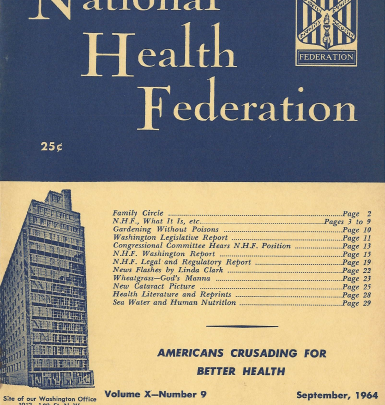 National
Health
Federation
FEDERATION
25¢
Family Circle Page 2
N.H.F., What It Is, etc. Pages 3 to 9
Gardening Without Poisons Page 10
Washington Legislative Report Page 11
Congressional Committee Hears N.H.F. Position Page 13
N.H.F. Washington Report Page 15
N.H.F. Legal and Regulatory Report Page 19
News Flashes by Linda Clark Page 22
Wheatgrass—God's Manna Page 23
New Cataract Picture Page 25
Health Literature and Reprints Page 28
Sea Water and Human Nutrition Page 29
AMERICANS CRUSADING FOR
BETTER HEALTH
Site of our Washington Office
Volume X—Number 9
September, 1964